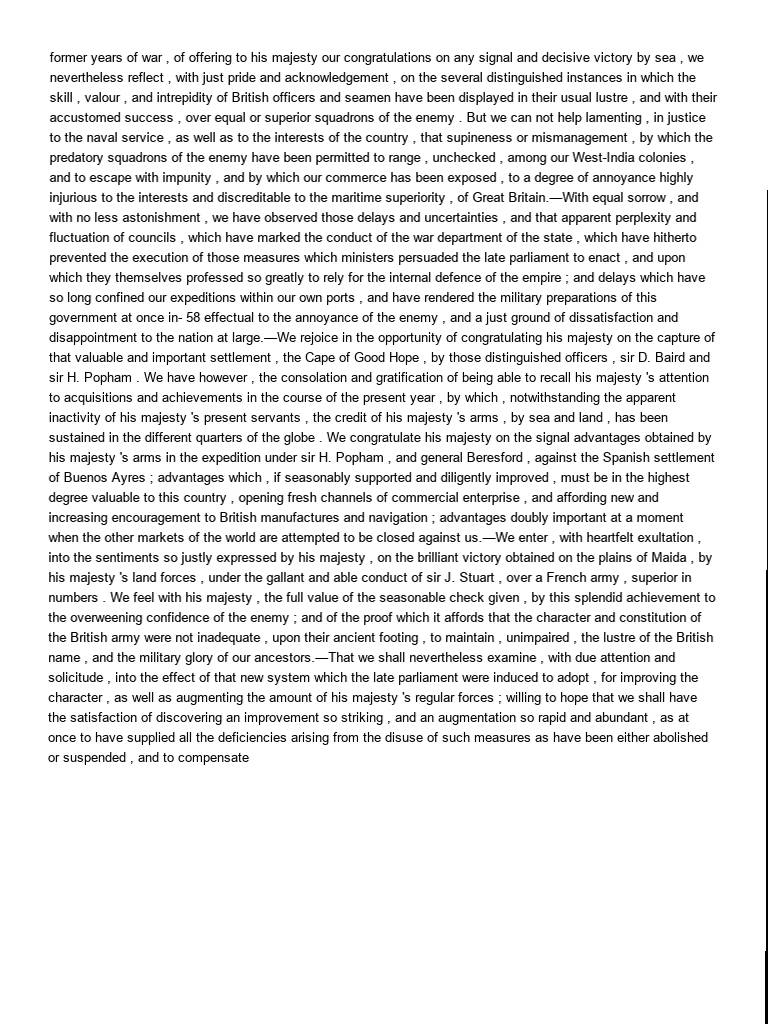 former years of war , of offering to his majesty our congratulations on any signal and decisive victory by sea , we
nevertheless reflect , with just pride and acknowledgement , on the several distinguished instances in which the
skill , valour , and intrepidity of British officers and seamen have been displayed in their usual lustre , and with their
accustomed success , over equal or superior squadrons of the enemy . But we can not help lamenting , in justice
to the naval service , as well as to the interests of the country , that supineness or mismanagement , by which the
predatory squadrons of the enemy have been permitted to range , unchecked , among our West-India colonies ,
and to escape with impunity , and by which our commerce has been exposed , to a degree of annoyance highly
injurious to the interests and discreditable to the maritime superiority , of Great Britain.—With equal sorrow , and
with no less astonishment , we have observed those delays and uncertainties , and that apparent perplexity and
fluctuation of councils , which have marked the conduct of the war department of the state , which have hitherto
prevented the execution of those measures which ministers persuaded the late parliament to enact , and upon
which they themselves professed so greatly to rely for the internal defence of the empire ; and delays which have
so long confined our expeditions within our own ports , and have rendered the military preparations of this
government at once in- 58 effectual to the annoyance of the enemy , and a just ground of dissatisfaction and
disappointment to the nation at large.—We rejoice in the opportunity of congratulating his majesty on the capture of
that valuable and important settlement , the Cape of Good Hope , by those distinguished officers , sir D. Baird and
sir H. Popham . We have however , the consolation and gratification of being able to recall his majesty 's attention
to acquisitions and achievements in the course of the present year , by which , notwithstanding the apparent
inactivity of his majesty 's present servants , the credit of his majesty 's arms , by sea and land , has been
sustained in the different quarters of the globe . We congratulate his majesty on the signal advantages obtained by
his majesty 's arms in the expedition under sir H. Popham , and general Beresford , against the Spanish settlement
of Buenos Ayres ; advantages which , if seasonably supported and diligently improved , must be in the highest
degree valuable to this country , opening fresh channels of commercial enterprise , and affording new and
increasing encouragement to British manufactures and navigation ; advantages doubly important at a moment
when the other markets of the world are attempted to be closed against us.—We enter , with heartfelt exultation ,
into the sentiments so justly expressed by his majesty , on the brilliant victory obtained on the plains of Maida , by
his majesty 's land forces , under the gallant and able conduct of sir J. Stuart , over a French army , superior in
numbers . We feel with his majesty , the full value of the seasonable check given , by this splendid achievement to
the overweening confidence of the enemy ; and of the proof which it affords that the character and constitution of
the British army were not inadequate , upon their ancient footing , to maintain , unimpaired , the lustre of the British
name , and the military glory of our ancestors.—That we shall nevertheless examine , with due attention and
solicitude , into the effect of that new system which the late parliament were induced to adopt , for improving the
character , as well as augmenting the amount of his majesty 's regular forces ; willing to hope that we shall have
the satisfaction of discovering an improvement so striking , and an augmentation so rapid and abundant , as at
once to have supplied all the deficiencies arising from the disuse of such measures as have been either abolished
or suspended , and to compensate